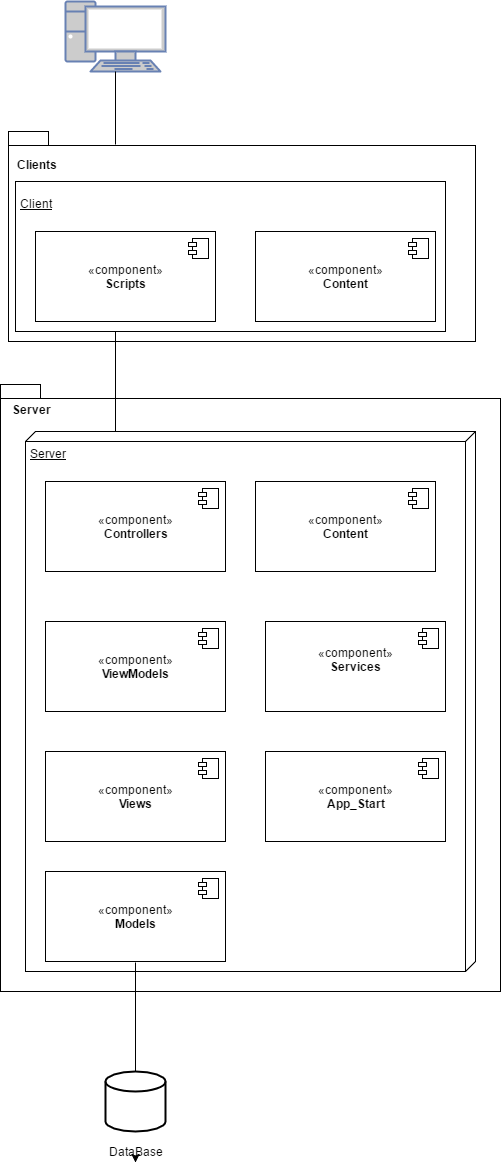 Clients
Client
«component»
Scripts
«component»
Content
Server
Server
«component»
Controllers
«component»
Content
«component»
ViewModels
«component»
Services
«component»
Views
«component»
App_Start
«component»
Models
DataBase